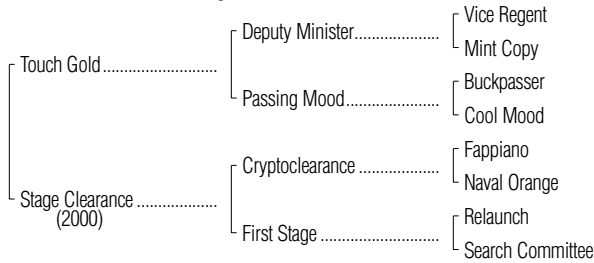 Vice Regent
Deputy Minister....................
Mint Copy
Touch Gold...........................
Buckpasser
Passing Mood......................
Cool Mood
Fappiano
Cryptoclearance ...................
Naval Orange
Stage Clearance ...................
(2000)
Relaunch
First Stage ............................
Search Committee